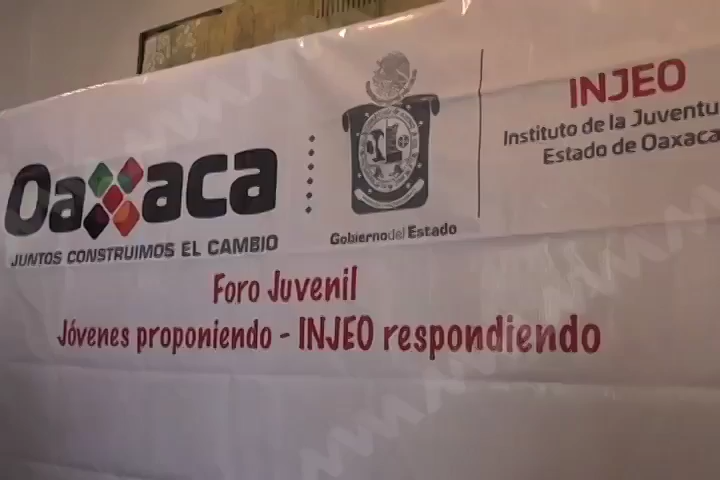 Oaxaca
JUNTOS CONSTRUIMOS EL CAMBIO
Gobierno del Estado
INJEO
Instituto de la Juventu
Estado de Oaxaca
Foro Juvenil
Jóvenes proponiendo - INJEO respondiendo